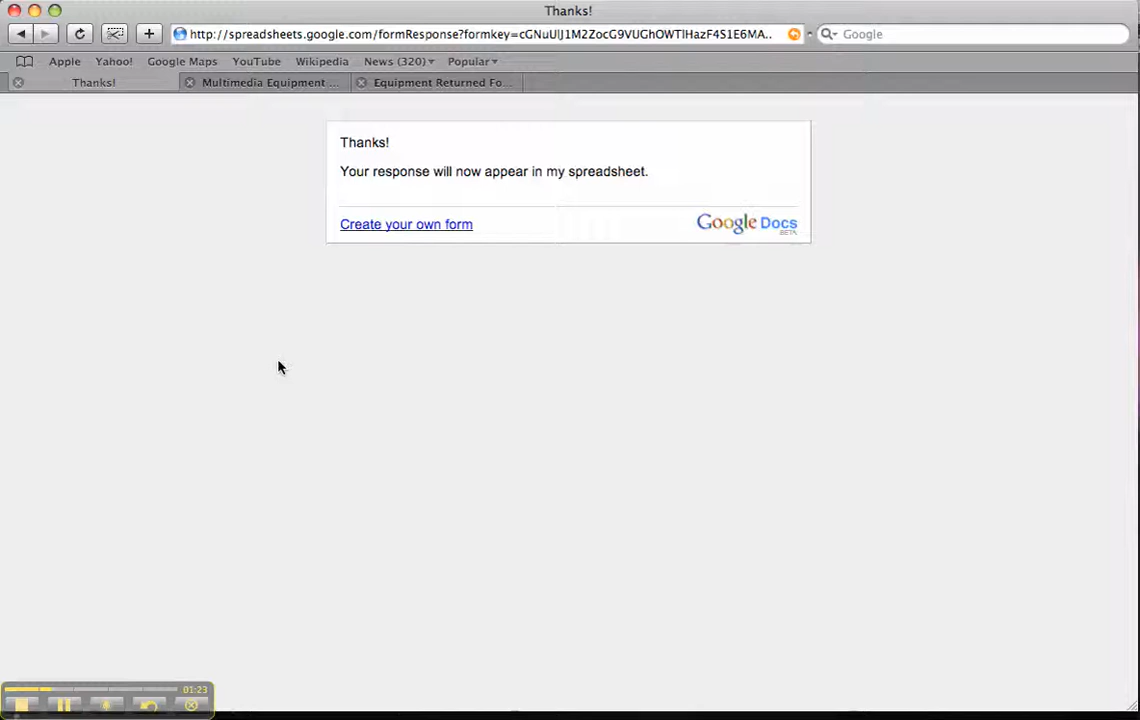 Thanks!
http://spreadsheets.google.com/formResponse?formkey=cGNuUlJ1M2ZocG9VUGhOWTlHazF4S1E6MA..
Google
Apple Yahoo! Google Maps YouTube Wikipedia News (320) Popular
Thanks! Multimedia Equipment ... Equipment Returned Fo...
Thanks!
Your response will now appear in my spreadsheet.
Create your own form
Google Docs
BETA
01:23